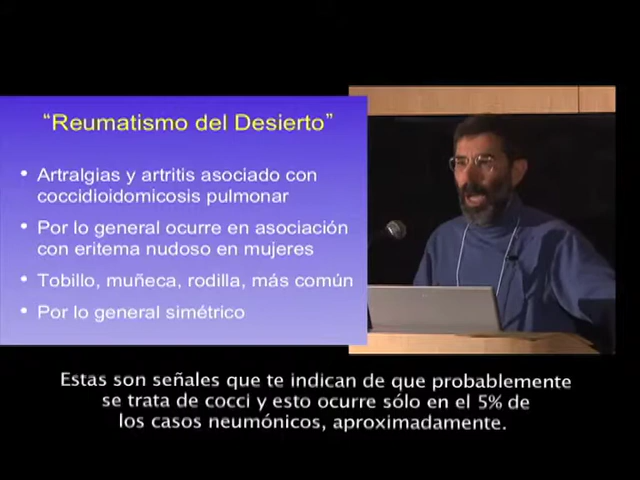 “Reumatismo del Desierto”
• Artralgias y artritis asociado con
coccidioidomicosis pulmonar
• Por lo general ocurre en asociación
con eritema nudoso en mujeres
• Tobillo, muñeca, rodilla, más común
• Por lo general simétrico
Estas son señales que te indican de que probablemente
se trata de cocci y esto ocurre sólo en el 5% de
los casos neumónicos, aproximadamente.